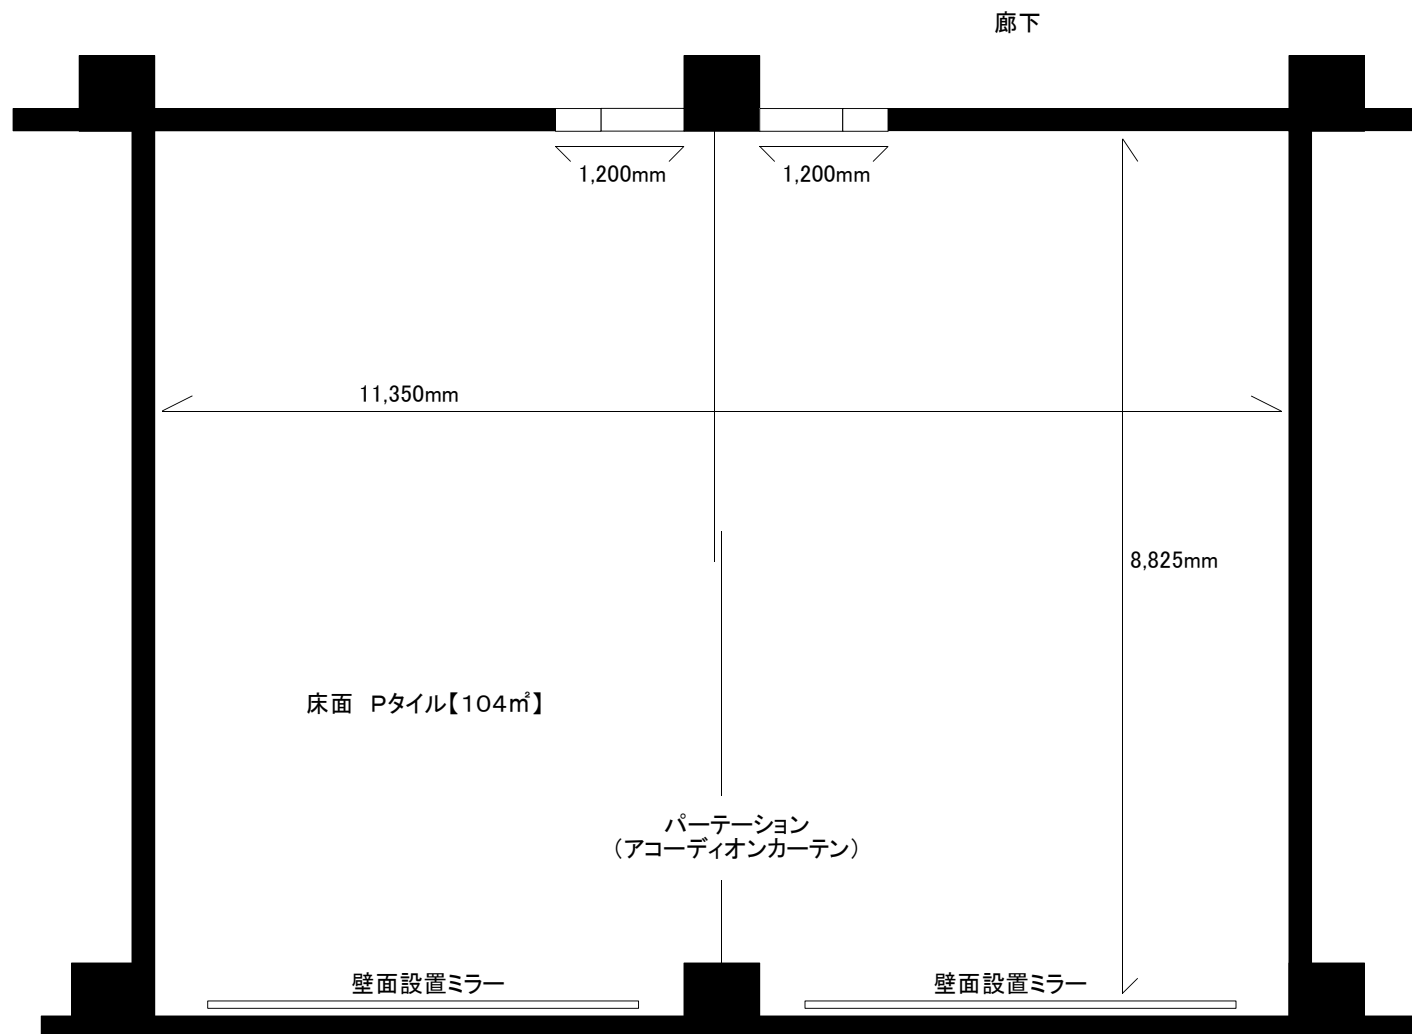 廊下
1,200mm
1,200mm
11,350mm
8,825mm
床面　Pタイル【104㎡】
パーテーション
（アコーディオンカーテン）
壁面設置ミラー
壁面設置ミラー